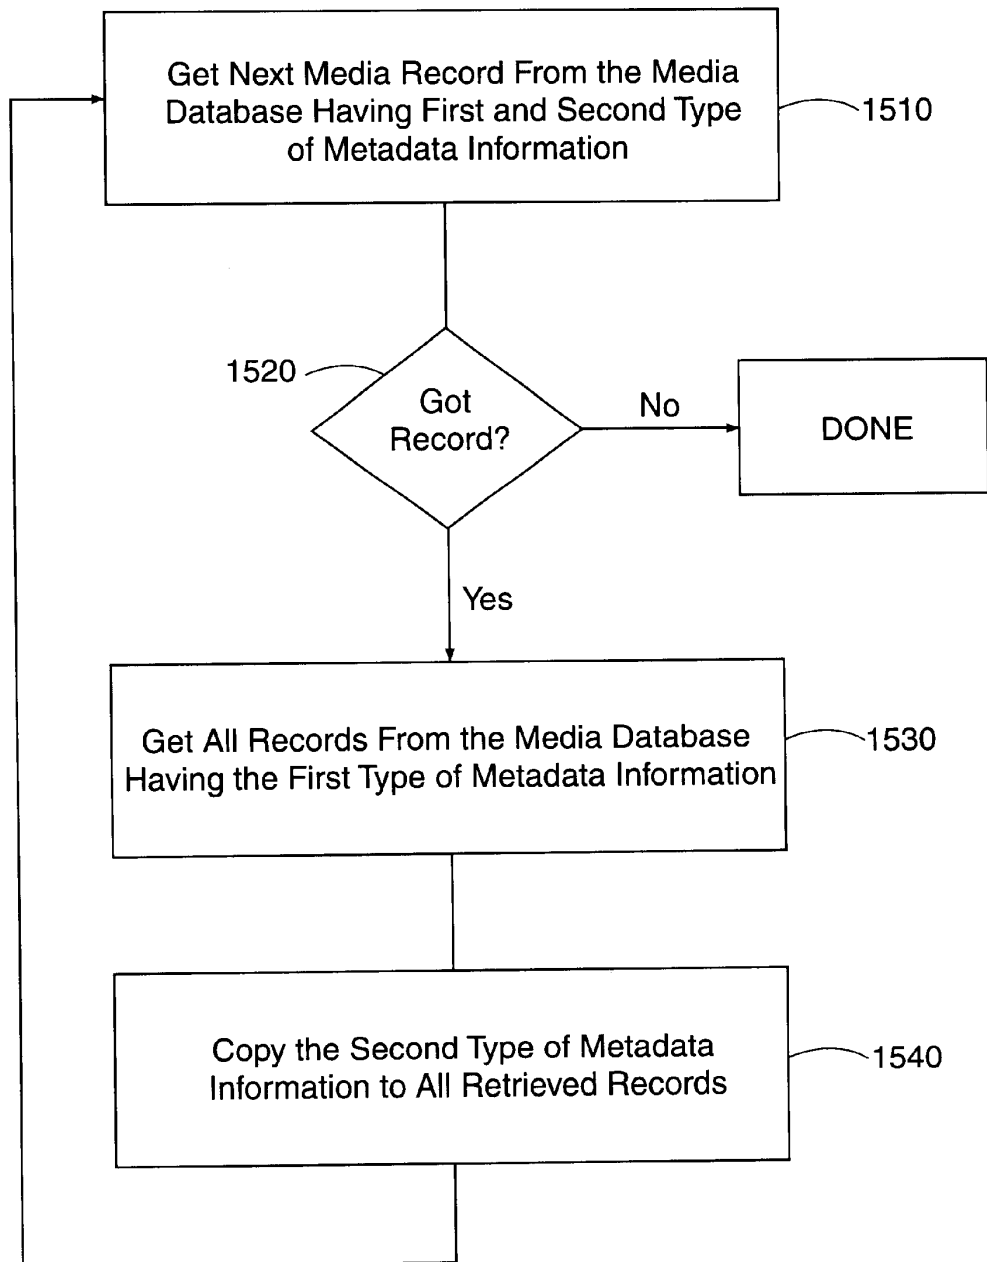 Get Next Media Record From the Media
Database Having First and Second Type
of Metadata Information
1510
1520
Got
Record?
No
DONE
Yes
Get All Records From the Media Database
Having the First Type of Metadata Information
1530
Copy the Second Type of Metadata
Information to All Retrieved Records
1540